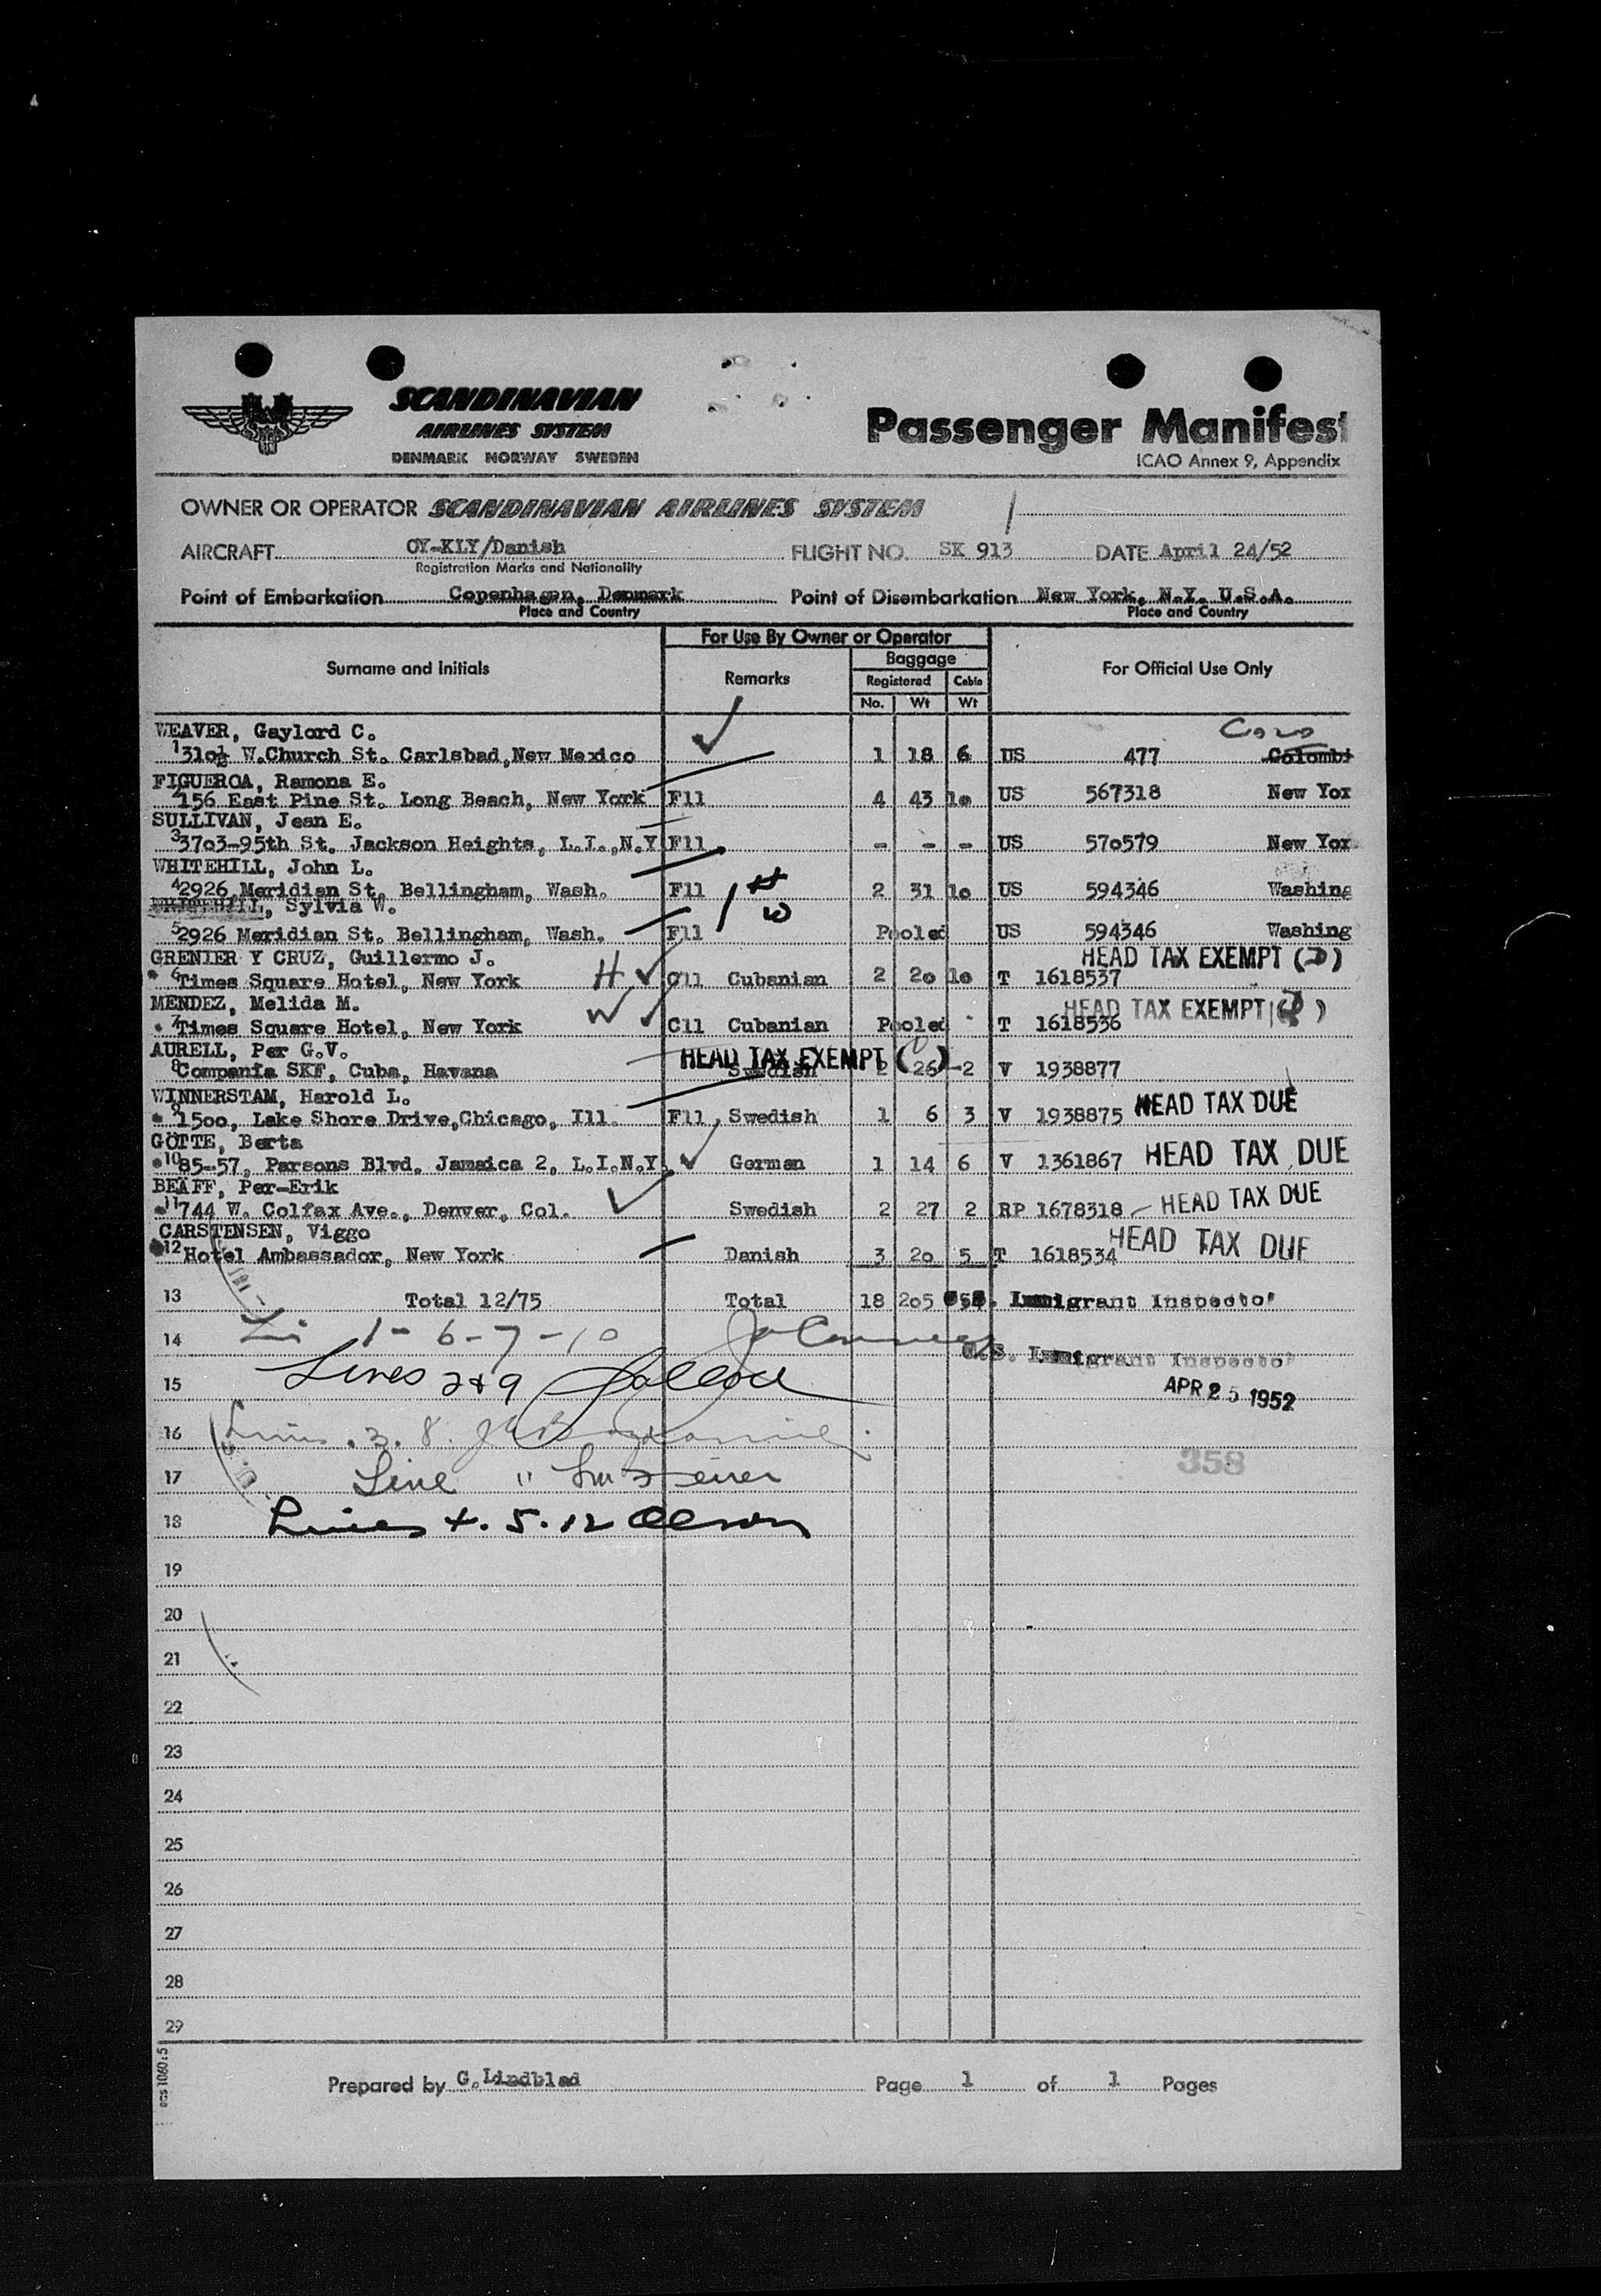 SCANDINAVIAN
AIRLINES SYSTEM
DENMARK NORWAY SWEDEN
Passenger Manifest
ICAO Annex 9, Appendix
OWNER OR OPERATOR SCANDINAVIAN AIRLINES SYSTEM
AIRCRAFT OY-KLY/Danish FLIGHT NO. SK 913 DATE April 24/52
Registration Marks and Nationality
Point of Embarkation Copenhagen, Denmark Point of Disembarkation New York, N.Y. U.S.A.
Place and Country Place and Country
For Use By Owner or Operator
Surname and Initials Remarks Baggage For Official Use Only
Registered Cabin
No. Wt Wt
WEAVER, Gaylord C. Colo
1 310½ W.Church St. Carlsbad,New Mexico 1 18 6 US 477 Colombi
FIGUEROA, Ramona E.
2 156 East Pine St. Long Beach, New York F11 4 43 10 US 567318 New Yor
SULLIVAN, Jean E.
3 3703-95th St. Jackson Heights, L.I.,N.Y F11 - - - US 570579 New Yor
WHITEHILL, John L.
4 2926 Meridian St. Bellingham, Wash. F11 H 2 31 10 US 594346 Washing
WHITEHILL, Sylvia W. W
5 2926 Meridian St. Bellingham, Wash. F11 Pooled US 594346 Washing
GRENIER Y CRUZ, Guillermo J. HEAD TAX EXEMPT
6 Times Square Hotel, New York H C11 Cubanian 2 20 10 T 1618537
MENDEZ, Melida M. HEAD TAX EXEMPT
7 Times Square Hotel, New York W C11 Cubanian Pooled T 1618536
AURELL, Per G.V. HEAD TAX EXEMPT
8 Compania SKF, Cuba, Havana Swedish 2 26 2 V 1938877
WINNERSTAM, Harold L.
9 1500, Lake Shore Drive,Chicago, Ill. F11 Swedish 1 6 3 V 1938875 HEAD TAX DUE
GÖTTE, Berta
10 85-57, Parsons Blvd. Jamaica 2, L.I.N.Y. German 1 14 6 V 1361867 HEAD TAX DUE
BEÄFF, Per-Erik
11 744 W. Colfax Ave., Denver, Col. Swedish 2 27 2 RP 1678318 HEAD TAX DUE
CARSTENSEN, Viggo HEAD TAX DUE
12 Hotel Ambassador, New York Danish 3 20 5 T 1618534
13 Total 12/75 Total 18 205 Immigrant Inspector
14 1-6-7-10
U.S. Immigrant Inspector
15 Lines 2&9
APR 25 1952
16 3. 8.
358
17 Line 11
18 Lines 4. 5. 12 Olson
19
20
21
22
23
24
25
26
27
28
29
Prepared by G.Lindblad Page 1 of 1 Pages
sas 1060:5